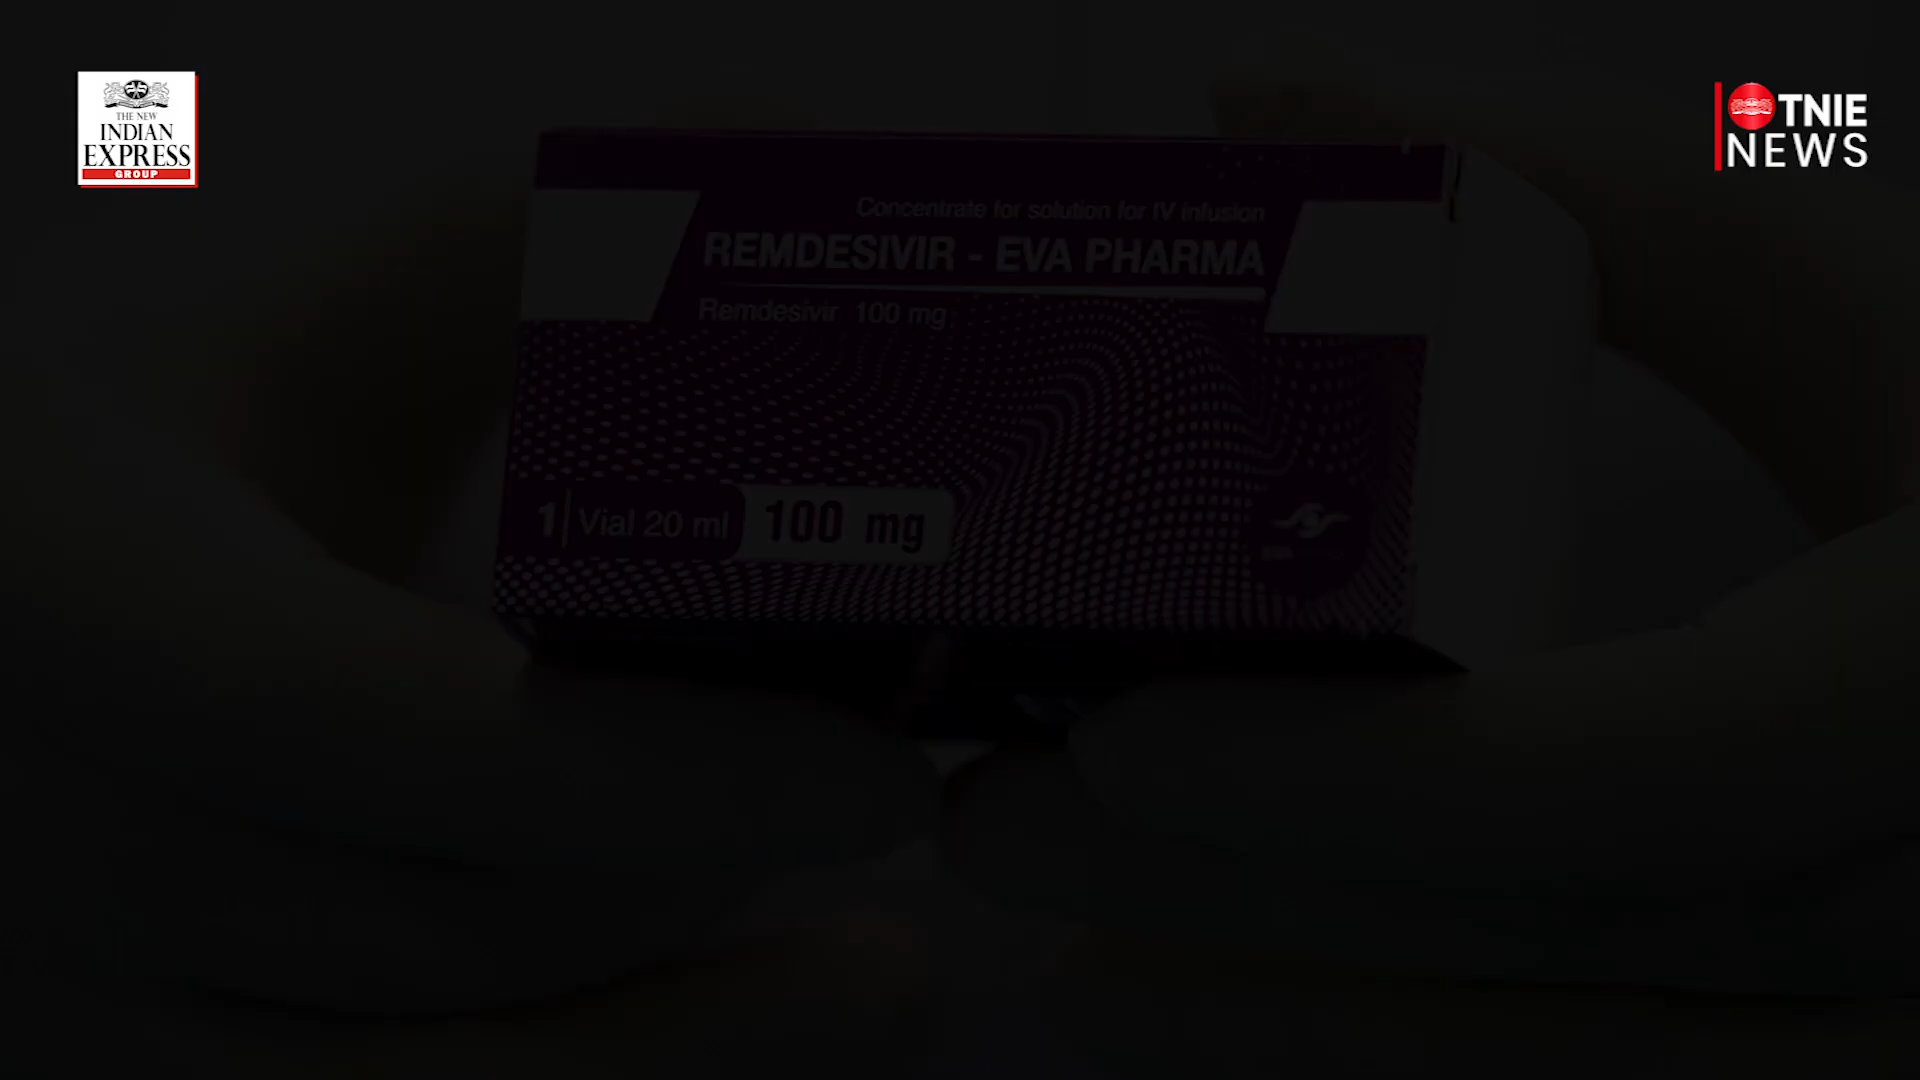 THE NEW
INDIAN
EXPRESS
GROUP
TNIE
NEWS
Concentrate for solution for IV infusion
REMDESIVIR - EVA PHARMA
Remdesivir 100 mg
1 Vial 20 ml 100 mg